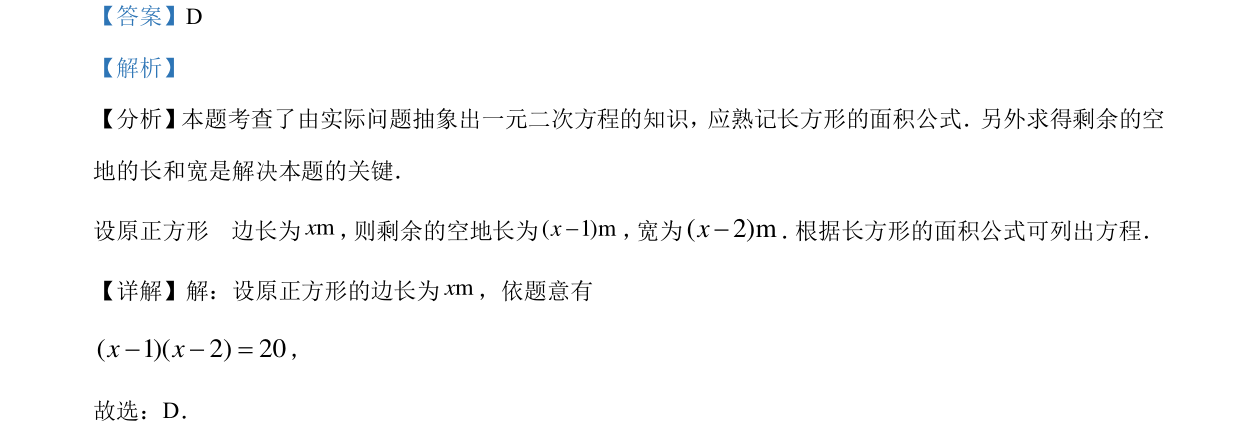 【答案】D
【解析】
【分析】本题考查了由实际问题抽象出一元二次方程的知识，应熟记长方形的面积公式．另外求得剩余的空
地的长和宽是解决本题的关键．
设原正方形 边长为 xm，则剩余的空地长为 (x−1)m，宽为 (x−2)m．根据长方形的面积公式可列出方程．
【详解】解：设原正方形的边长为 xm，依题意有
(x−1)(x−2)=20，
故选：D．